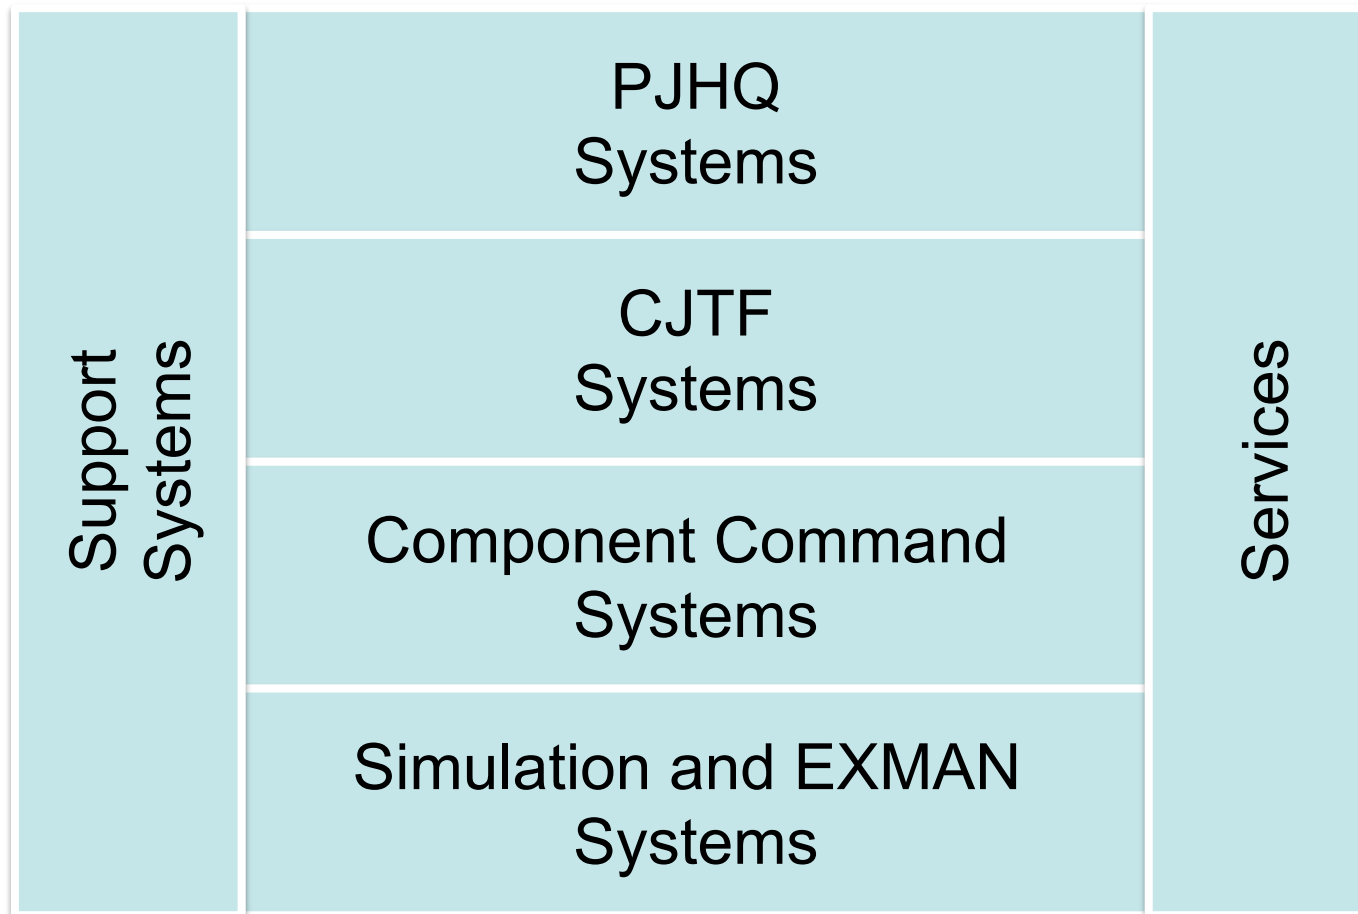 Support
Systems
PJHQ
Systems
CJTF
Systems
Component Command
Systems
Simulation and EXMAN
Systems
Services